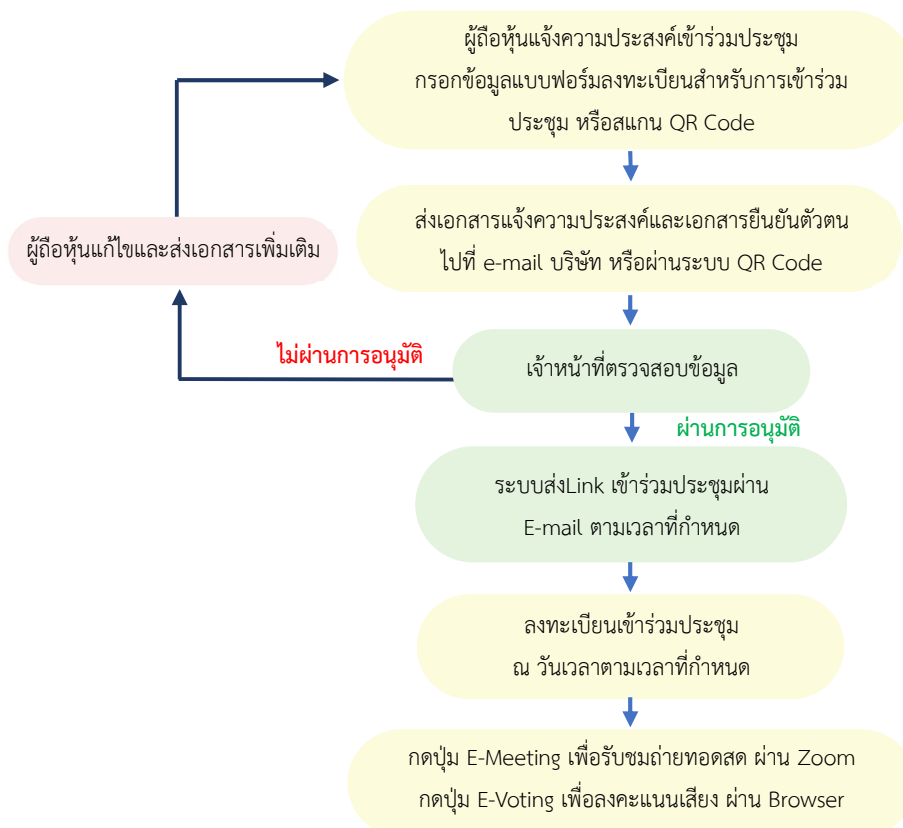 ผู้ถือหุ้นแจ้งความประสงค์เข้าร่วมประชุม
กรอกข้อมูลแบบฟอร์มลงทะเบียนสำหรับการเข้าร่วม
ประชุม หรือสแกน QR Code
ส่งเอกสารแจ้งความประสงค์และเอกสารยืนยันตัวตน
ไปที่ e-mail บริษัท หรือผ่านระบบ QR Code
ผู้ถือหุ้นแก้ไขและส่งเอกสารเพิ่มเติม
ไม่ผ่านการอนุมัติ
เจ้าหน้าที่ตรวจสอบข้อมูล
ผ่านการอนุมัติ
ระบบส่งLink เข้าร่วมประชุมผ่าน
E-mail ตามเวลาที่กำหนด
ลงทะเบียนเข้าร่วมประชุม
ณ วันเวลาตามเวลาที่กำหนด
กดปุ่ม E-Meeting เพื่อรับชมถ่ายทอดสด ผ่าน Zoom
กดปุ่ม E-Voting เพื่อลงคะแนนเสียง ผ่าน Browser